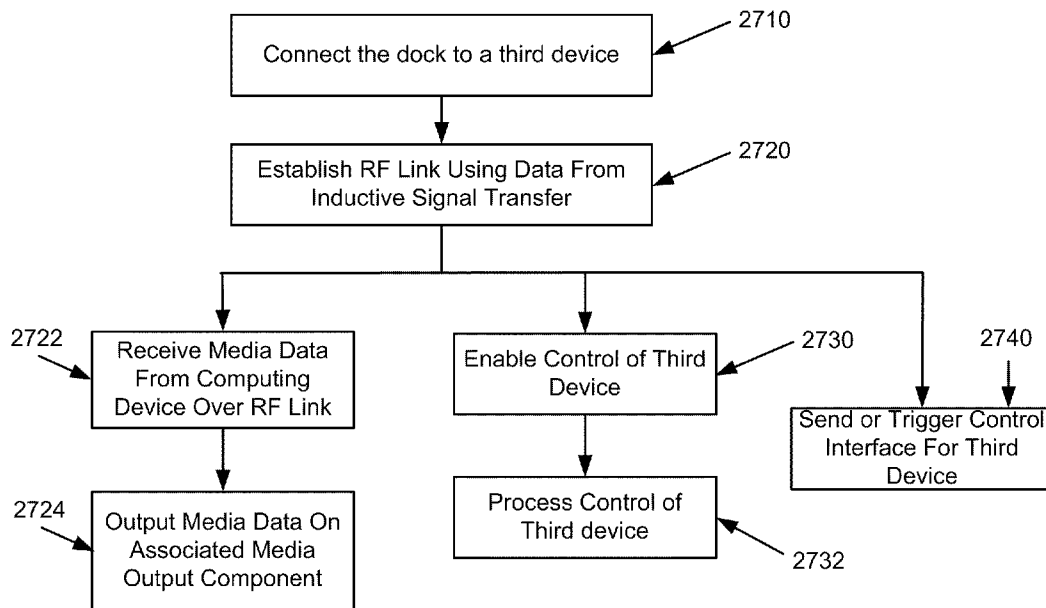 Connect the dock to a third device
2710
Establish RF Link Using Data From
Inductive Signal Transfer
2720
2722
Receive Media Data
From Computing
Device Over RF Link
Enable Control of Third
Device
2730
2740
Send or Trigger Control
Interface For Third
Device
2724
Output Media Data On
Associated Media
Output Component
Process Control of
Third device
2732